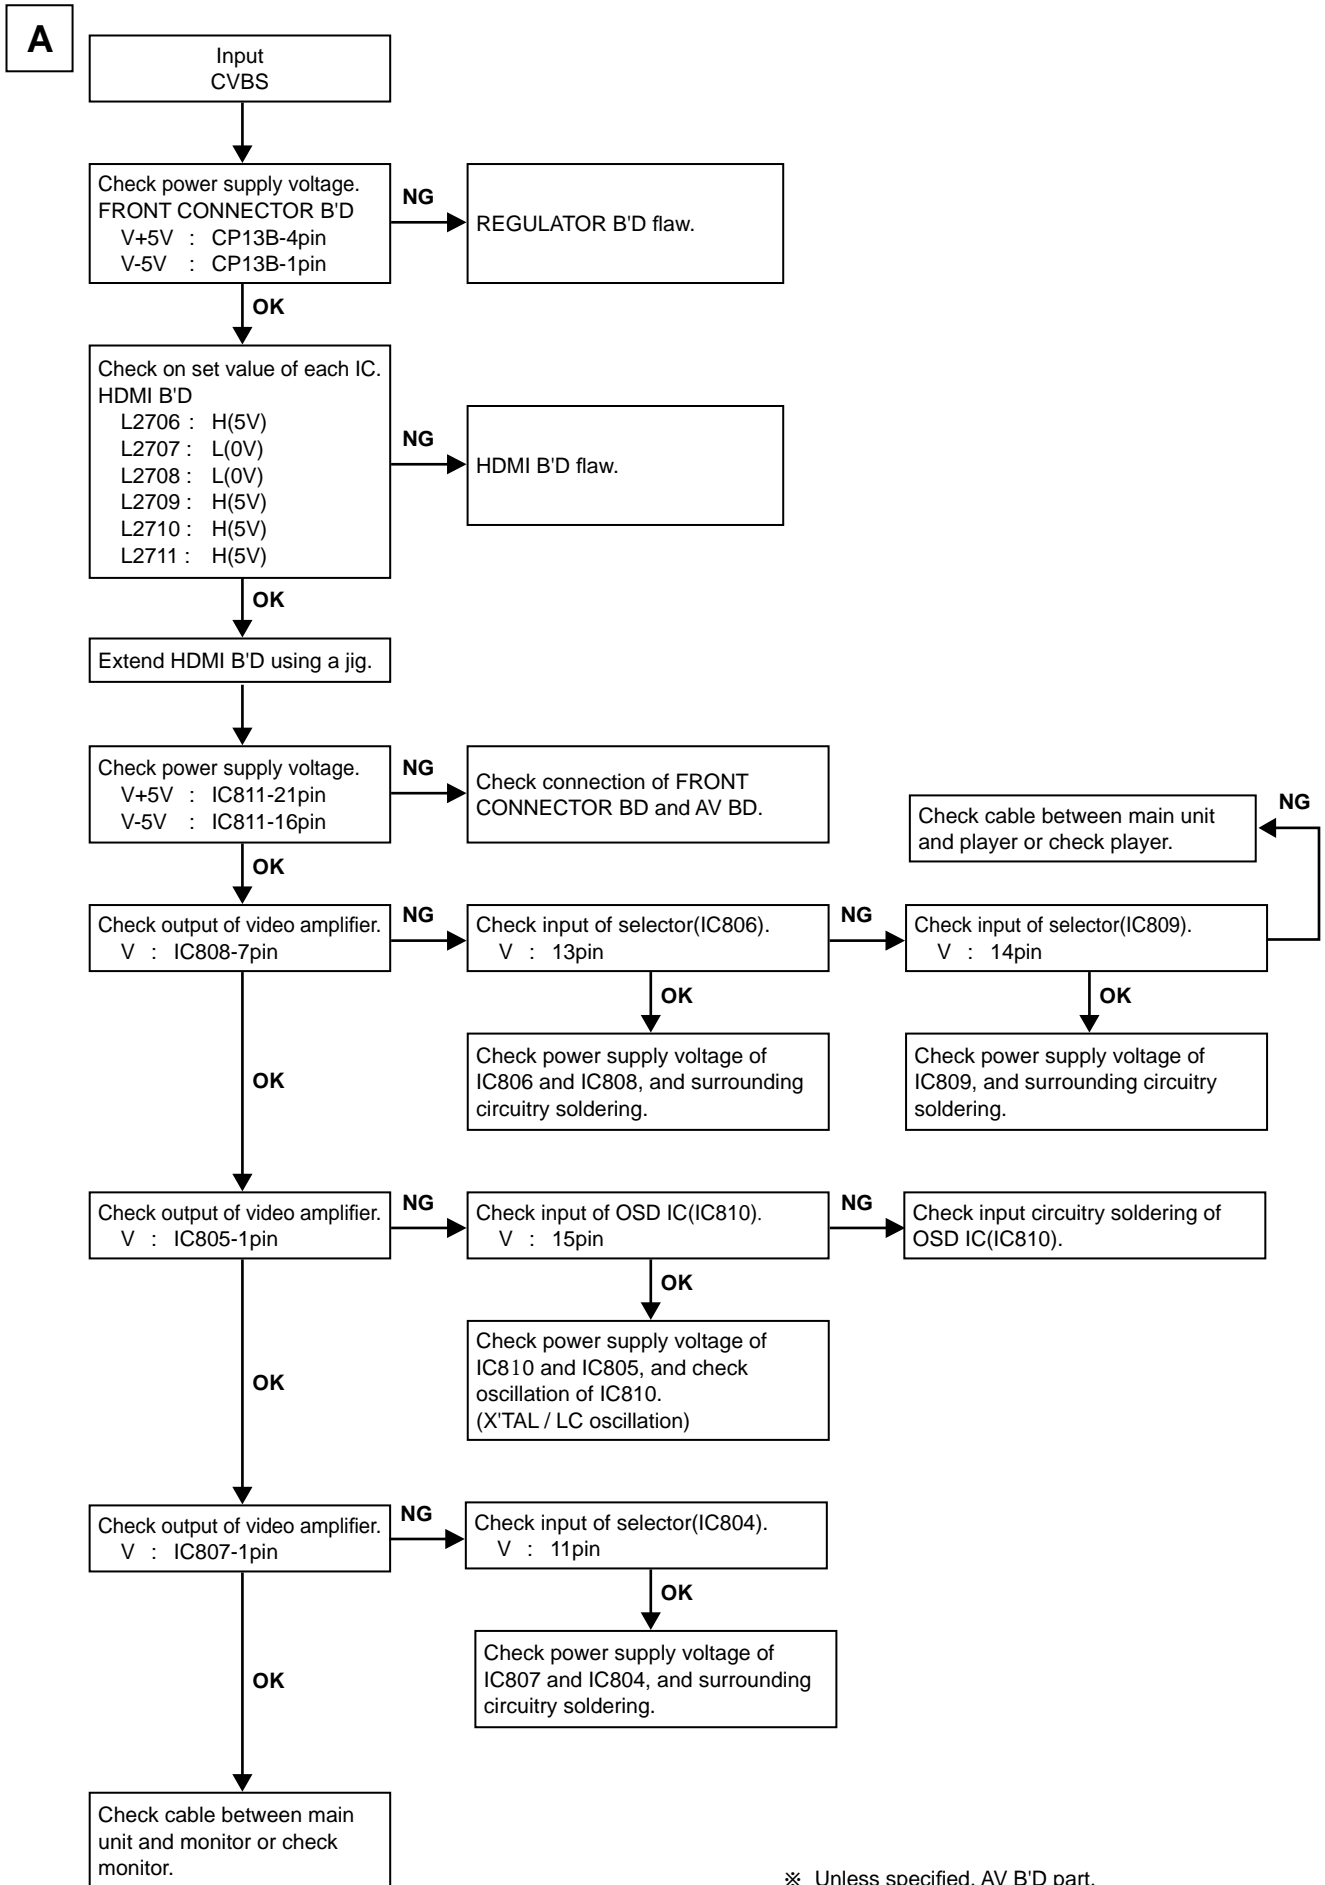 A
Input
CVBS
Check power supply voltage.
FRONT CONNECTOR B'D
V+5V : CP13B-4pin
V-5V : CP13B-1pin
NG
REGULATOR B'D flaw.
OK
Check on set value of each IC.
HDMI B'D
L2706 : H(5V)
L2707 : L(0V)
L2708 : L(0V)
L2709 : H(5V)
L2710 : H(5V)
L2711 : H(5V)
NG
HDMI B'D flaw.
OK
Extend HDMI B'D using a jig.
Check power supply voltage.
V+5V : IC811-21pin
V-5V : IC811-16pin
NG
Check connection of FRONT
CONNECTOR BD and AV BD.
Check cable between main unit
and player or check player.
NG
OK
Check output of video amplifier.
V : IC808-7pin
NG
Check input of selector(IC806).
V : 13pin
NG
Check input of selector(IC809).
V : 14pin
OK
OK
Check power supply voltage of
IC806 and IC808, and surrounding
circuitry soldering.
Check power supply voltage of
IC809, and surrounding circuitry
soldering.
OK
Check output of video amplifier.
V : IC805-1pin
NG
Check input of OSD IC(IC810).
V : 15pin
NG
Check input circuitry soldering of
OSD IC(IC810).
OK
Check power supply voltage of
IC810 and IC805, and check
oscillation of IC810.
(X'TAL / LC oscillation)
OK
Check output of video amplifier.
V : IC807-1pin
NG
Check input of selector(IC804).
V : 11pin
OK
Check power supply voltage of
IC807 and IC804, and surrounding
circuitry soldering.
OK
Check cable between main
unit and monitor or check
monitor.
※ Unless specified, AV B'D part.